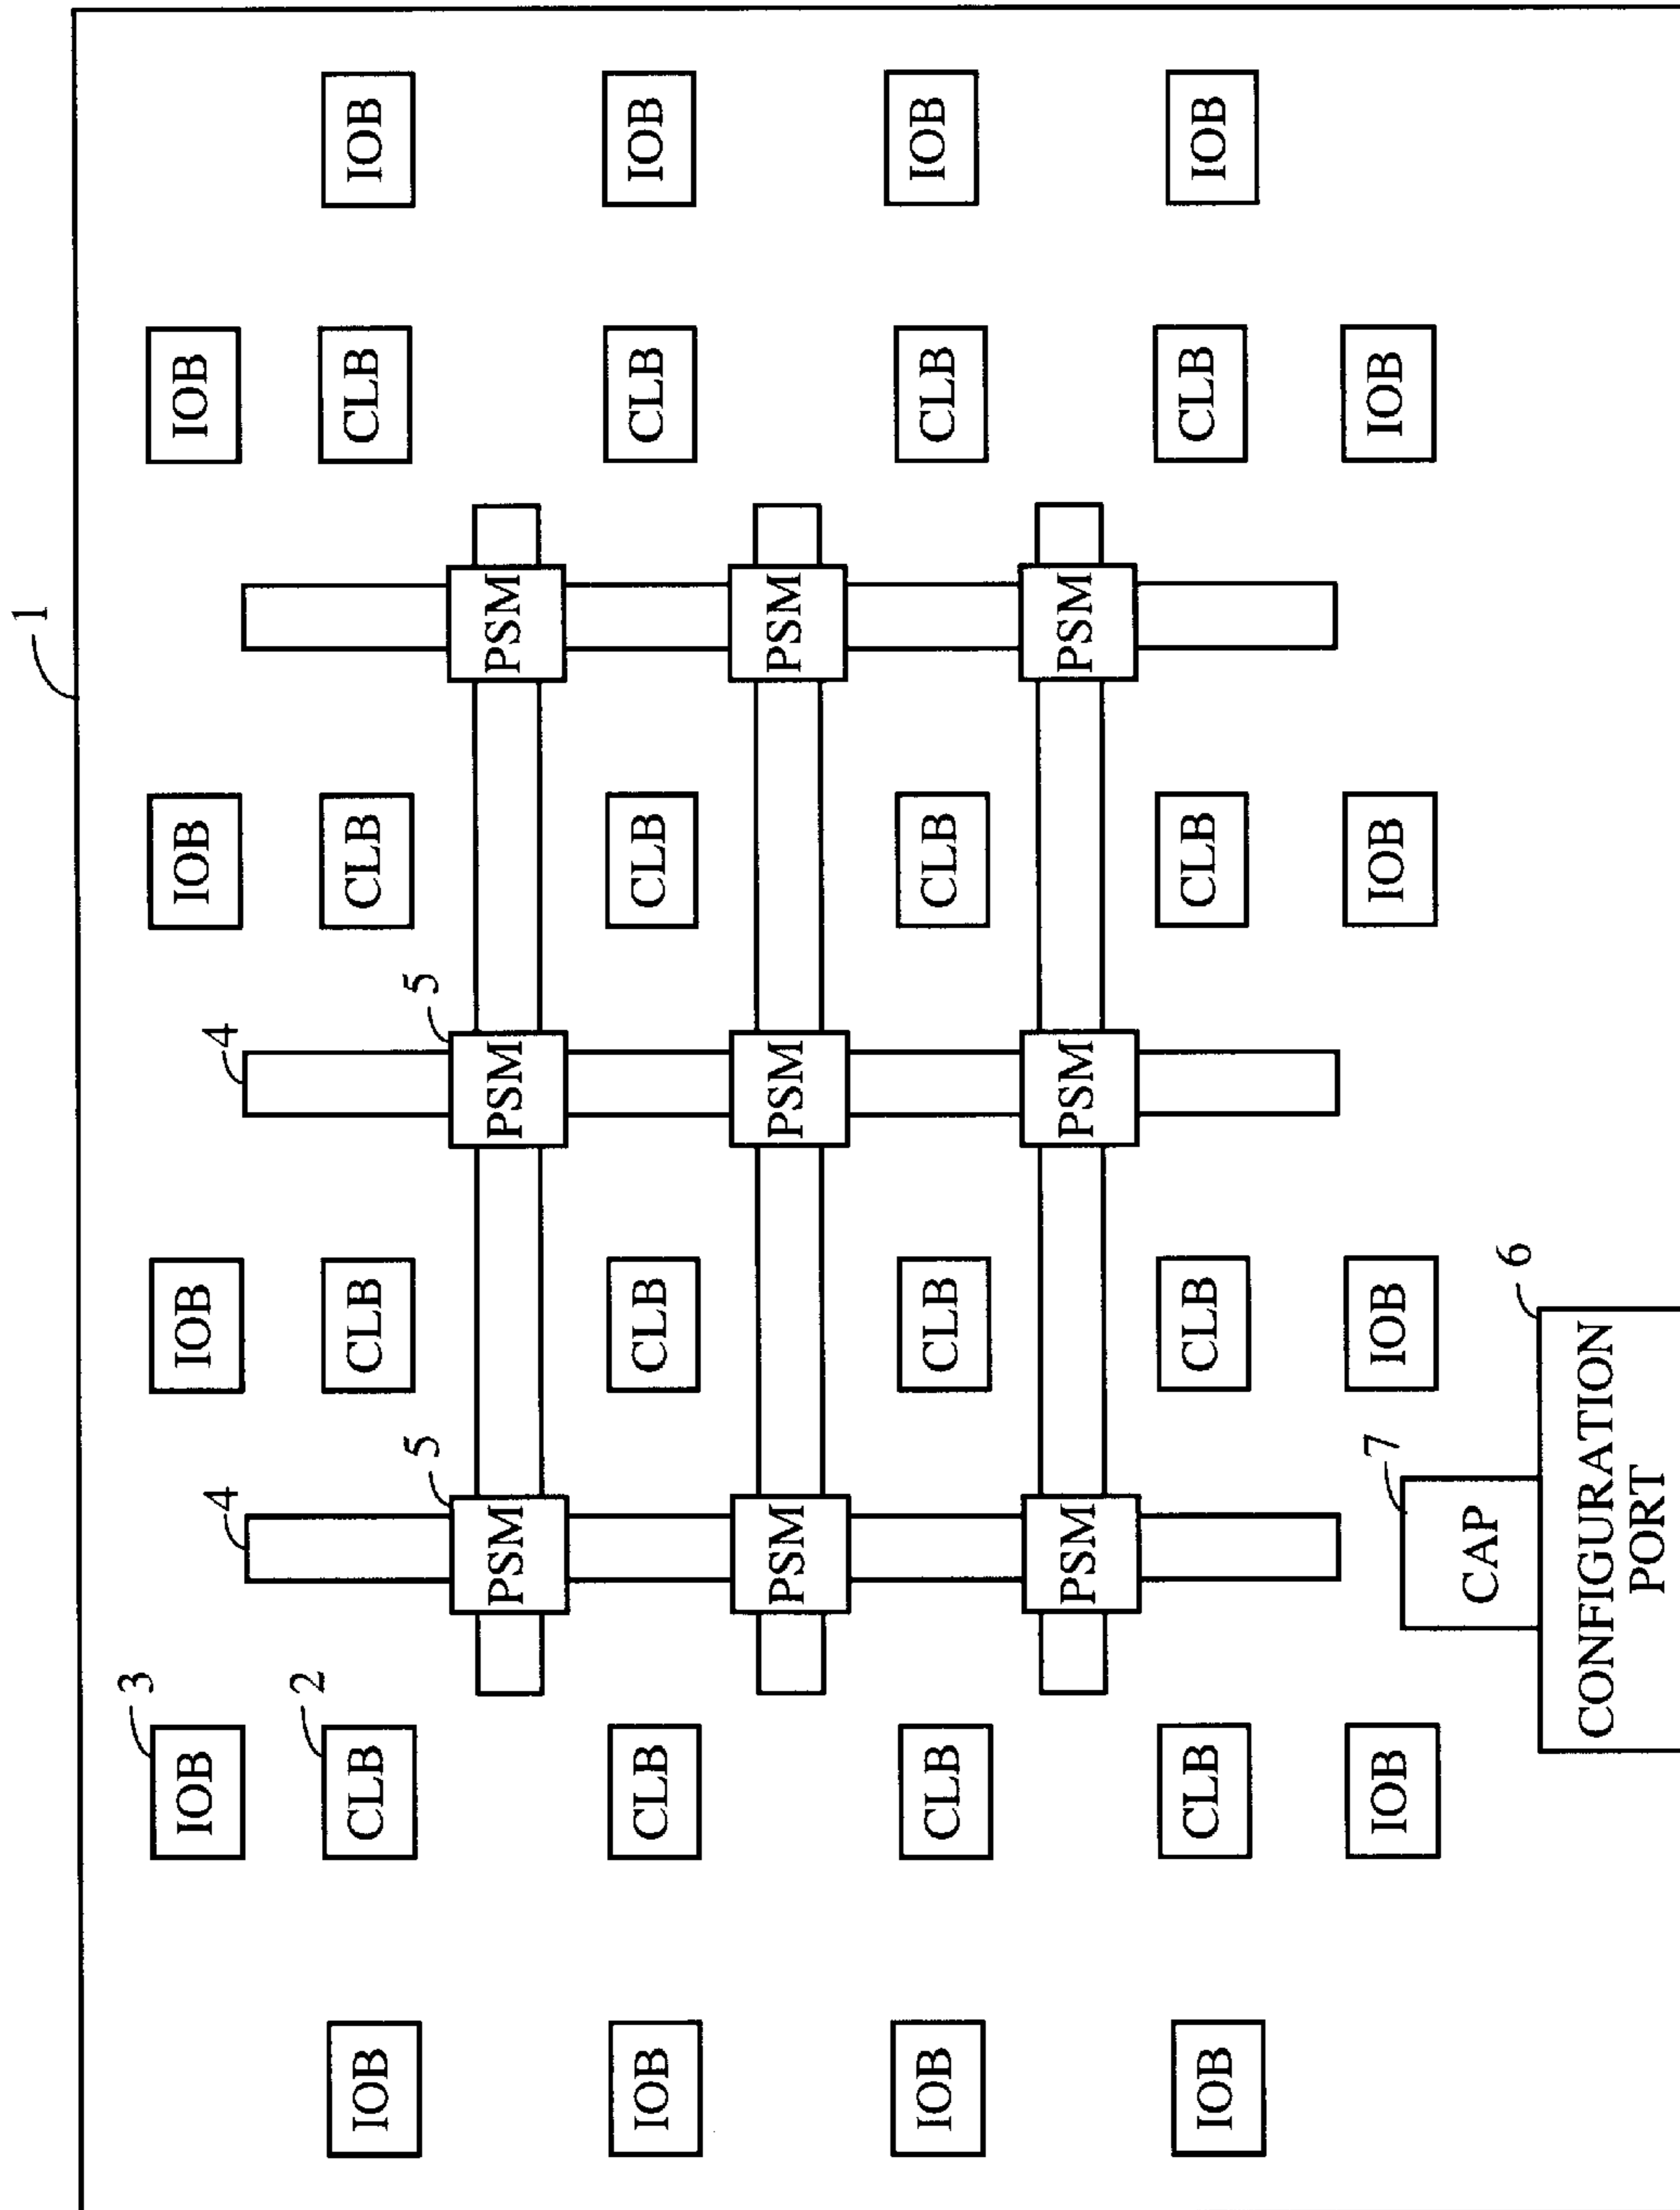 1
3
IOB IOB IOB IOB
4 4
2
IOB CLB CLB CLB CLB IOB
5 5
PSM PSM PSM
IOB CLB CLB CLB CLB IOB
PSM PSM PSM
IOB CLB CLB CLB CLB IOB
PSM PSM PSM
IOB CLB CLB CLB CLB IOB
IOB IOB IOB IOB
7
CAP
6
CONFIGURATION
PORT